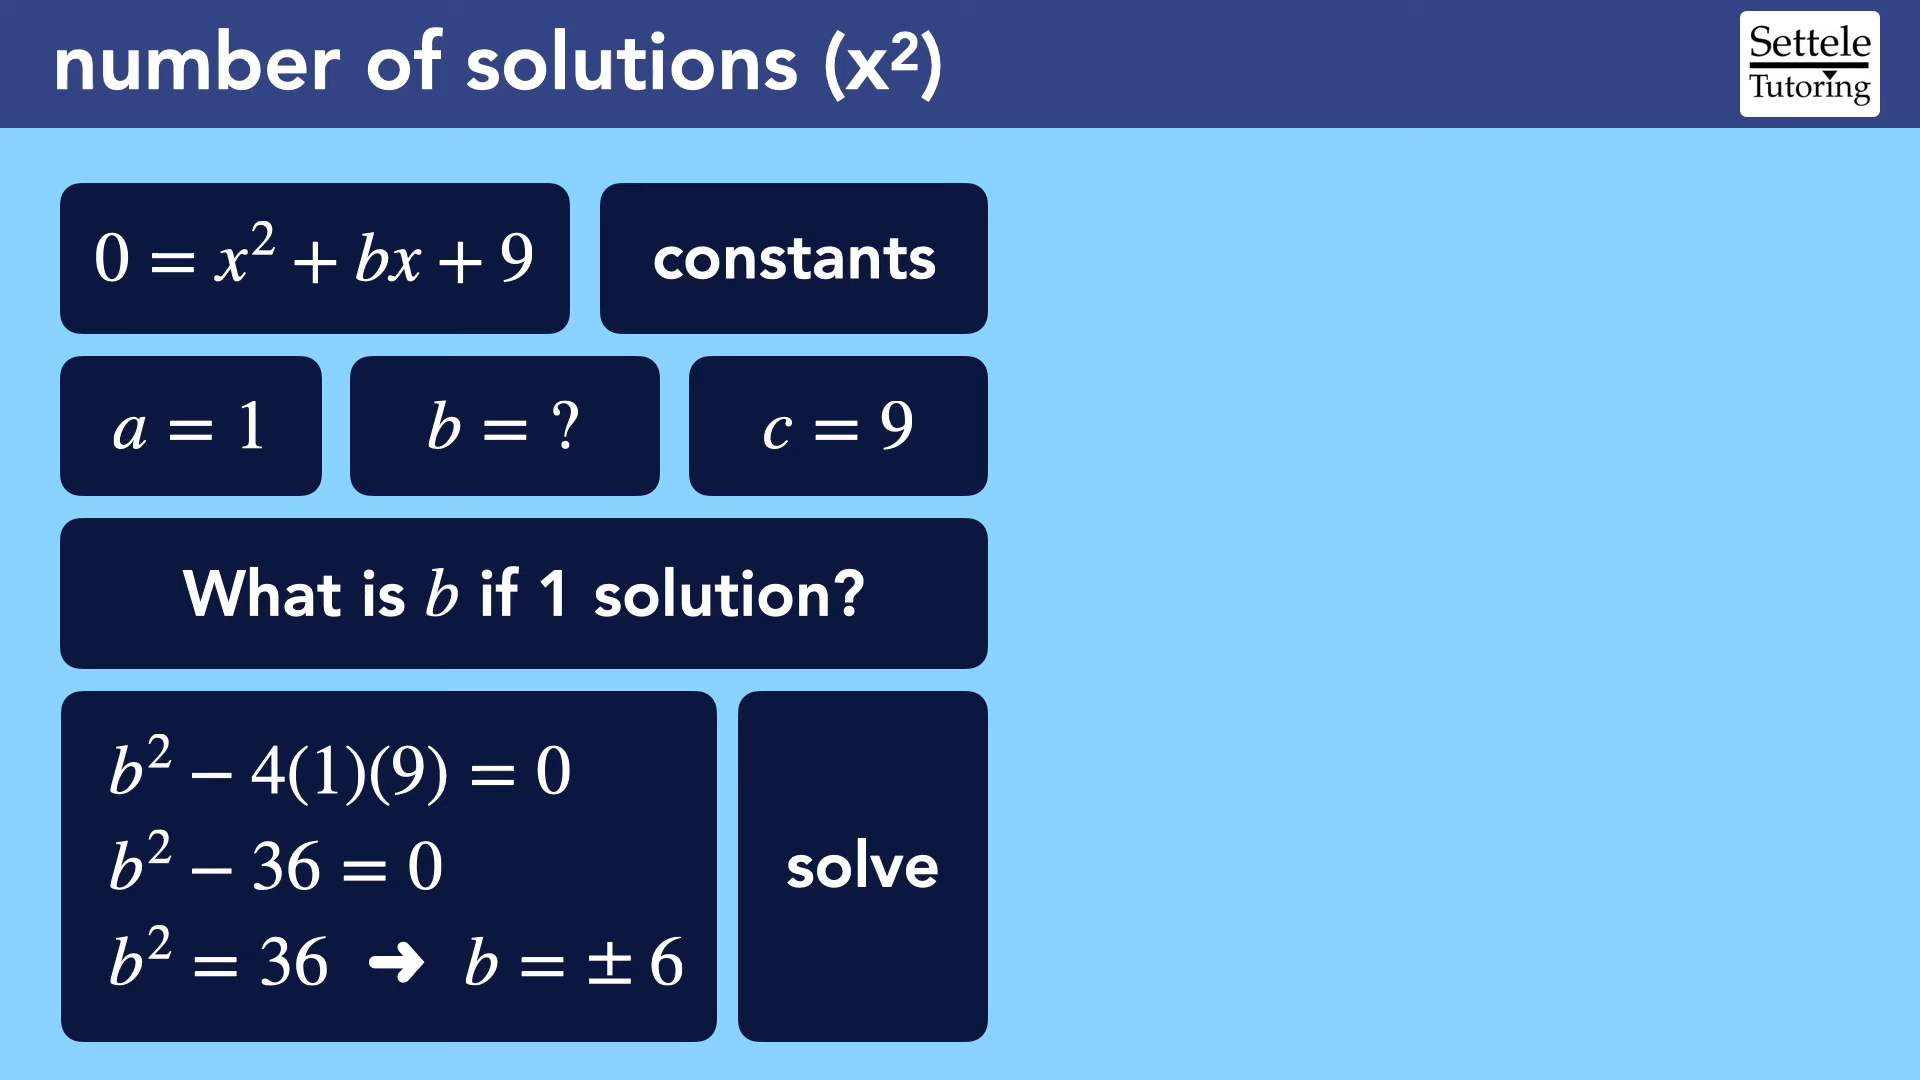 number of solutions (x²)
Settele
Tutoring
0 = x² + bx + 9
constants
a = 1
b = ?
c = 9
What is b if 1 solution?
b² − 4(1)(9) = 0
b² − 36 = 0
b² = 36 ➜ b = ± 6
solve